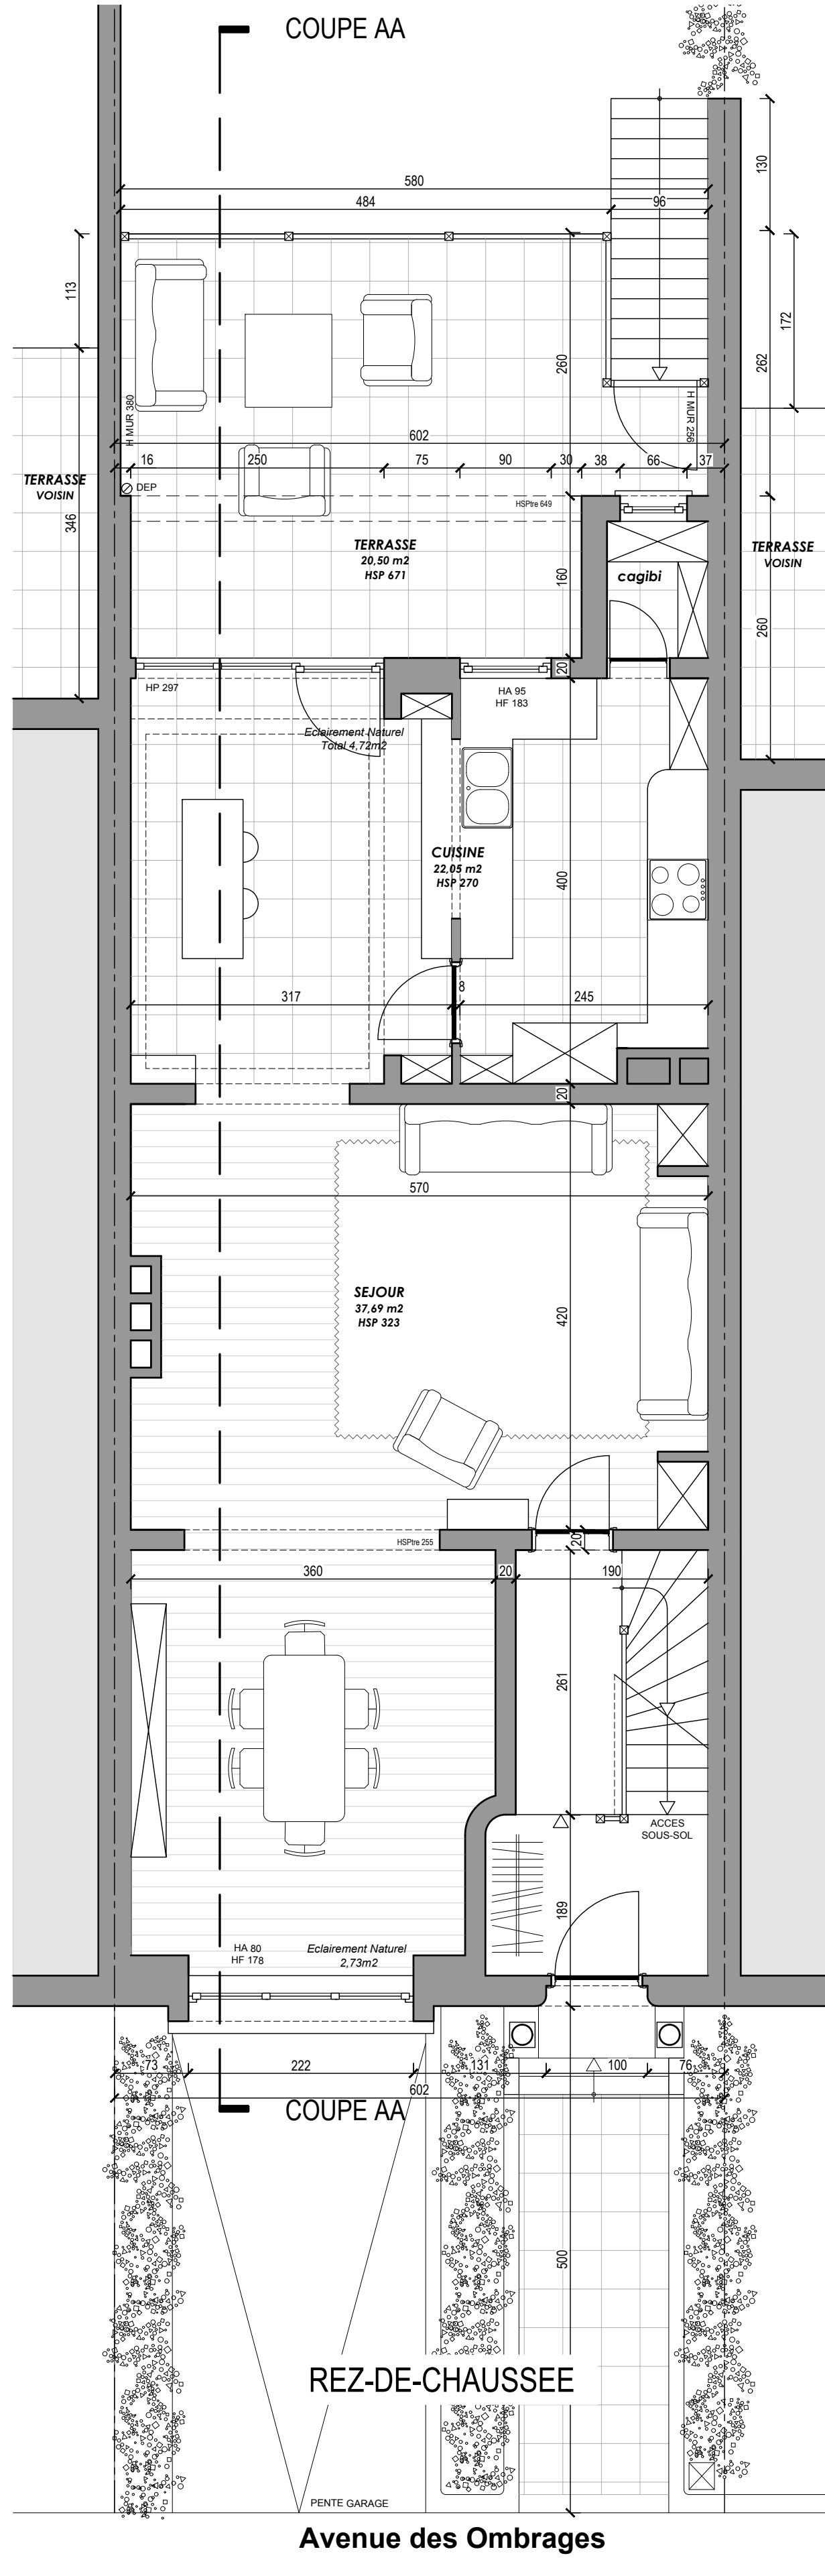 COUPE AA
580
484
96
130
113
260
172
262
H MUR 380
H MUR 256
602
16
250
75
90
30
38
66
37
TERRASSE
VOISIN
DEP
HSPtre 649
346
TERRASSE
20,50 m2
HSP 671
160
cagibi
TERRASSE
VOISIN
260
20
HP 297
HA 95
HF 183
Eclairement Naturel
Total 4,72m2
CUISINE
22,05 m2
HSP 270
400
317
8
245
20
570
SEJOUR
37,69 m2
HSP 323
420
HSPtre 255
20
360
20
190
261
ACCES
SOUS-SOL
189
HA 80
HF 178
Eclairement Naturel
2,73m2
73
222
131
100
76
602
COUPE AA
500
REZ-DE-CHAUSSEE
PENTE GARAGE
Avenue des Ombrages